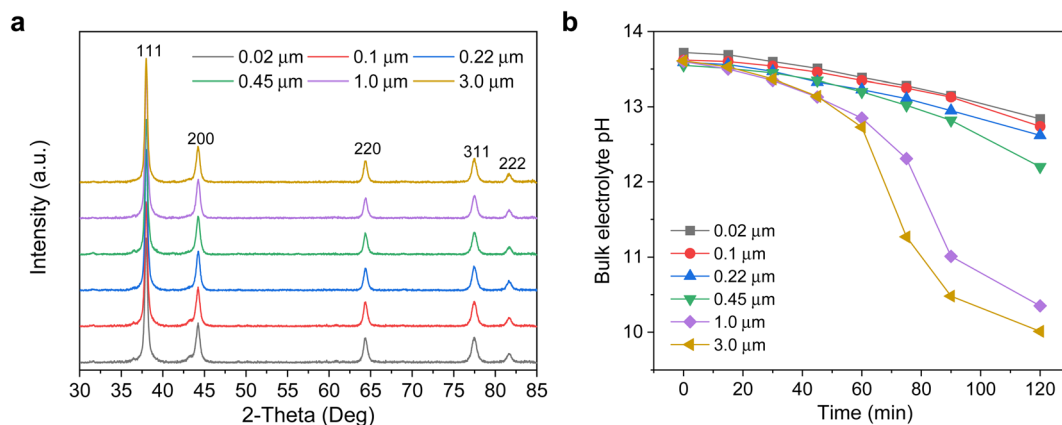 a
111
0.02 μm 0.1 μm 0.22 μm
0.45 μm 1.0 μm 3.0 μm
200
220
311
222
Intensity (a.u.)
30 35 40 45 50 55 60 65 70 75 80 85
2-Theta (Deg)
b
14
13
12
11
10
Bulk electrolyte pH
0.02 μm
0.1 μm
0.22 μm
0.45 μm
1.0 μm
3.0 μm
0 20 40 60 80 100 120
Time (min)